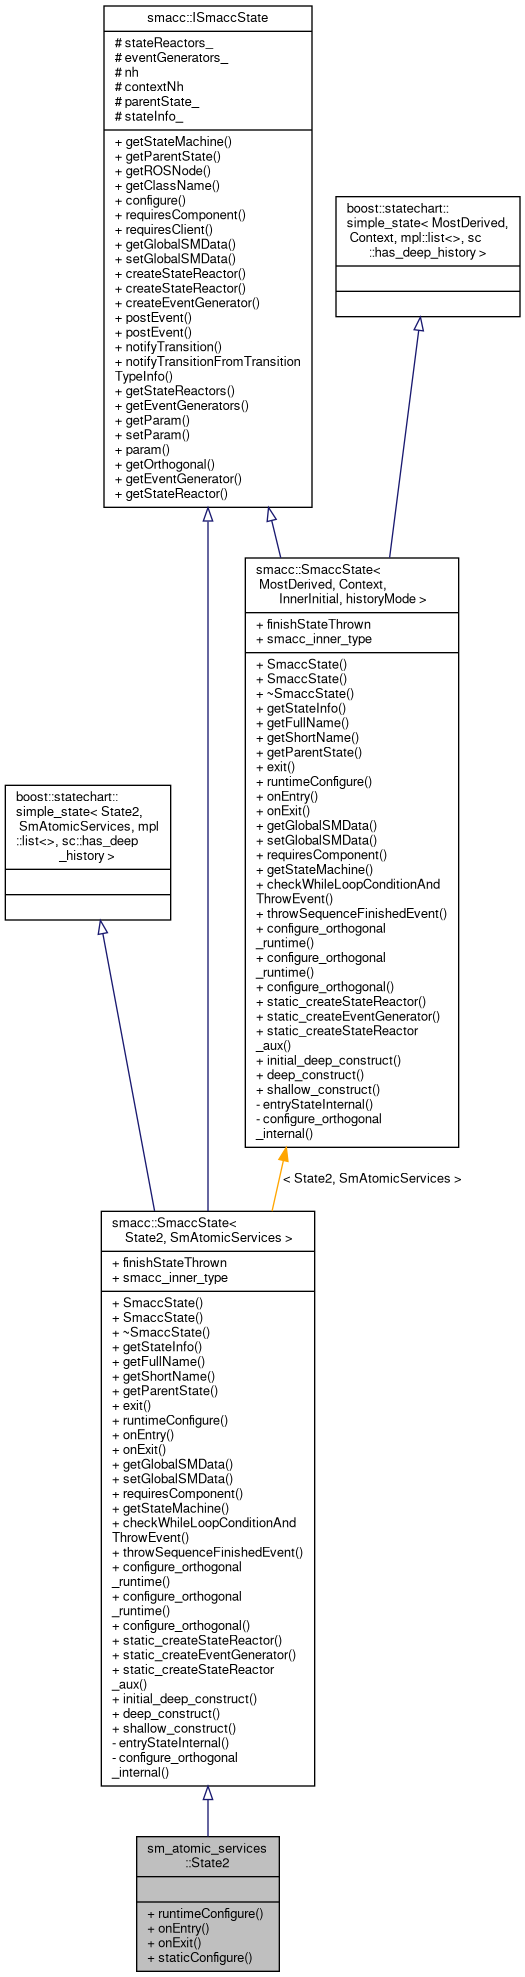 smacc::ISmaccState
# stateReactors_
# eventGenerators_
# nh
# contextNh
# parentState_
# stateInfo_
+ getStateMachine()
+ getParentState()
+ getROSNode()
+ getClassName()
+ configure()
+ requiresComponent()
+ requiresClient()
+ getGlobalSMData()
+ setGlobalSMData()
+ createStateReactor()
+ createStateReactor()
+ createEventGenerator()
+ postEvent()
+ postEvent()
+ notifyTransition()
+ notifyTransitionFromTransition
TypeInfo()
+ getStateReactors()
+ getEventGenerators()
+ getParam()
+ setParam()
+ param()
+ getOrthogonal()
+ getEventGenerator()
+ getStateReactor()
boost::statechart::
simple_state< MostDerived,
Context, mpl::list<>, sc
::has_deep_history >
smacc::SmaccState<
MostDerived, Context,
InnerInitial, historyMode >
+ finishStateThrown
+ smacc_inner_type
+ SmaccState()
+ SmaccState()
+ ~SmaccState()
+ getStateInfo()
+ getFullName()
+ getShortName()
+ getParentState()
+ exit()
+ runtimeConfigure()
+ onEntry()
+ onExit()
+ getGlobalSMData()
+ setGlobalSMData()
+ requiresComponent()
+ getStateMachine()
+ checkWhileLoopConditionAnd
ThrowEvent()
+ throwSequenceFinishedEvent()
+ configure_orthogonal
_runtime()
+ configure_orthogonal
_runtime()
+ configure_orthogonal()
+ static_createStateReactor()
+ static_createEventGenerator()
+ static_createStateReactor
_aux()
+ initial_deep_construct()
+ deep_construct()
+ shallow_construct()
- entryStateInternal()
- configure_orthogonal
_internal()
boost::statechart::
simple_state< State2,
SmAtomicServices, mpl
::list<>, sc::has_deep
_history >
< State2, SmAtomicServices >
smacc::SmaccState<
State2, SmAtomicServices >
+ finishStateThrown
+ smacc_inner_type
+ SmaccState()
+ SmaccState()
+ ~SmaccState()
+ getStateInfo()
+ getFullName()
+ getShortName()
+ getParentState()
+ exit()
+ runtimeConfigure()
+ onEntry()
+ onExit()
+ getGlobalSMData()
+ setGlobalSMData()
+ requiresComponent()
+ getStateMachine()
+ checkWhileLoopConditionAnd
ThrowEvent()
+ throwSequenceFinishedEvent()
+ configure_orthogonal
_runtime()
+ configure_orthogonal
_runtime()
+ configure_orthogonal()
+ static_createStateReactor()
+ static_createEventGenerator()
+ static_createStateReactor
_aux()
+ initial_deep_construct()
+ deep_construct()
+ shallow_construct()
- entryStateInternal()
- configure_orthogonal
_internal()
sm_atomic_services
::State2
+ runtimeConfigure()
+ onEntry()
+ onExit()
+ staticConfigure()